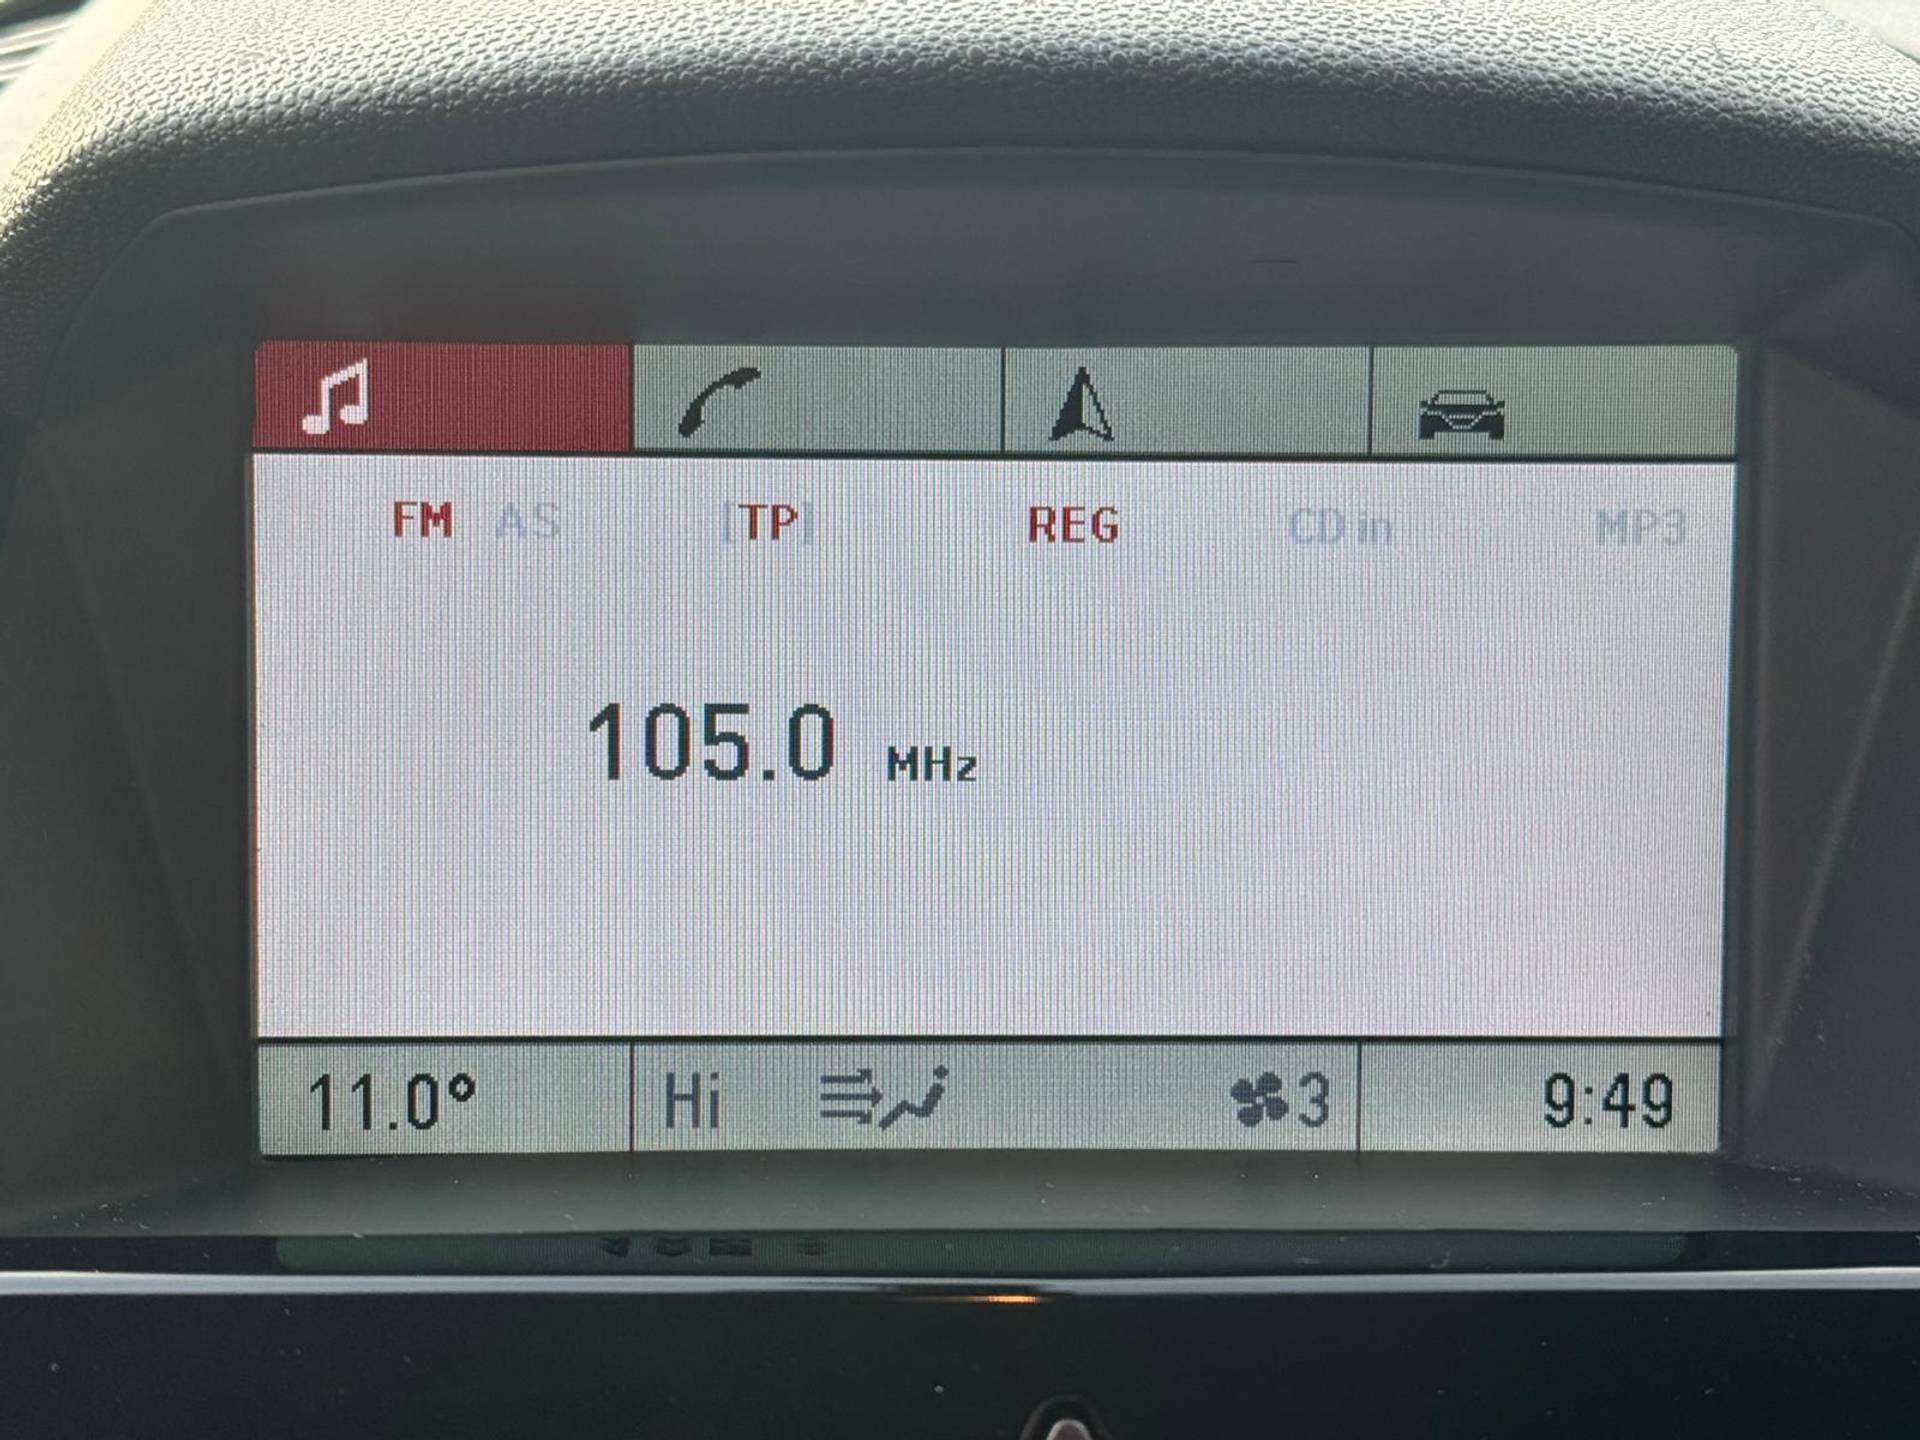 FM AS [TP] REG CD in MP3
105.0 MHz
11.0° Hi 3 9:49